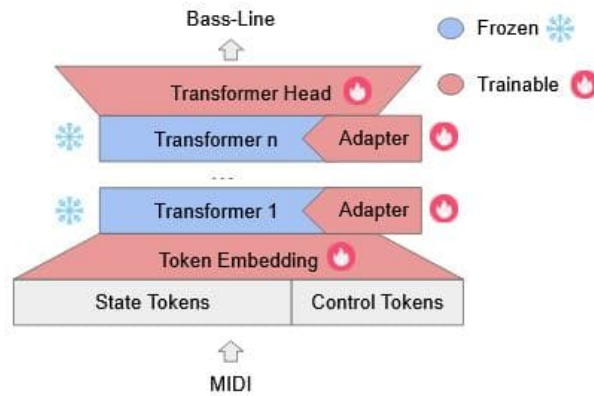 Bass-Line
Frozen
Trainable
Transformer Head
Transformer n
Adapter
...
Transformer 1
Adapter
Token Embedding
State Tokens
Control Tokens
MIDI